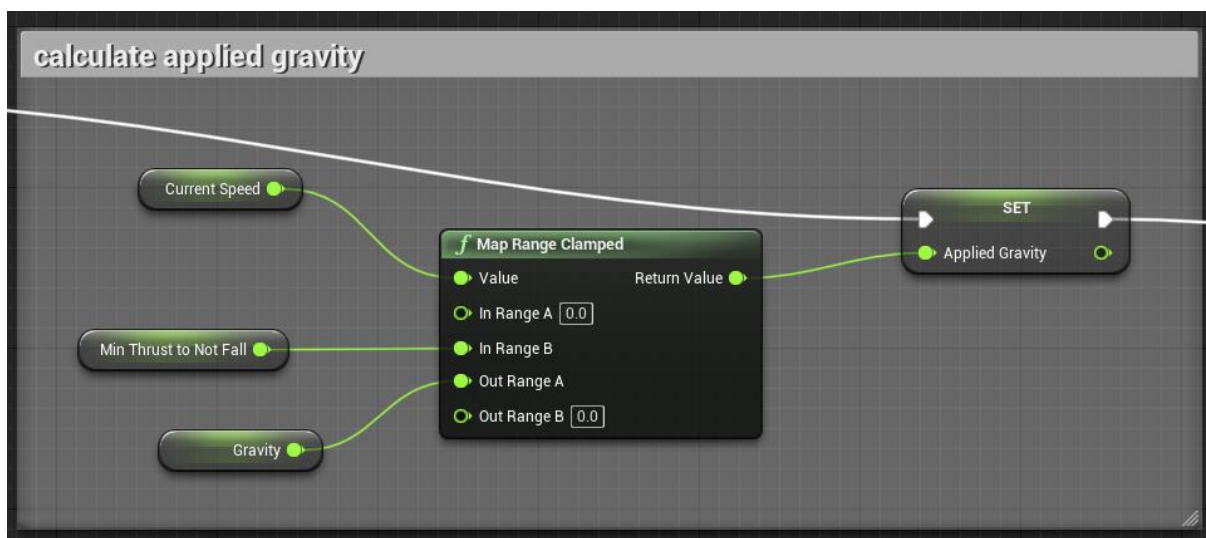 calculate applied gravity
Current Speed
SET
Applied Gravity
f Map Range Clamped
Value
Return Value
In Range A 0.0
Min Thrust to Not Fall
In Range B
Out Range A
Out Range B 0.0
Gravity